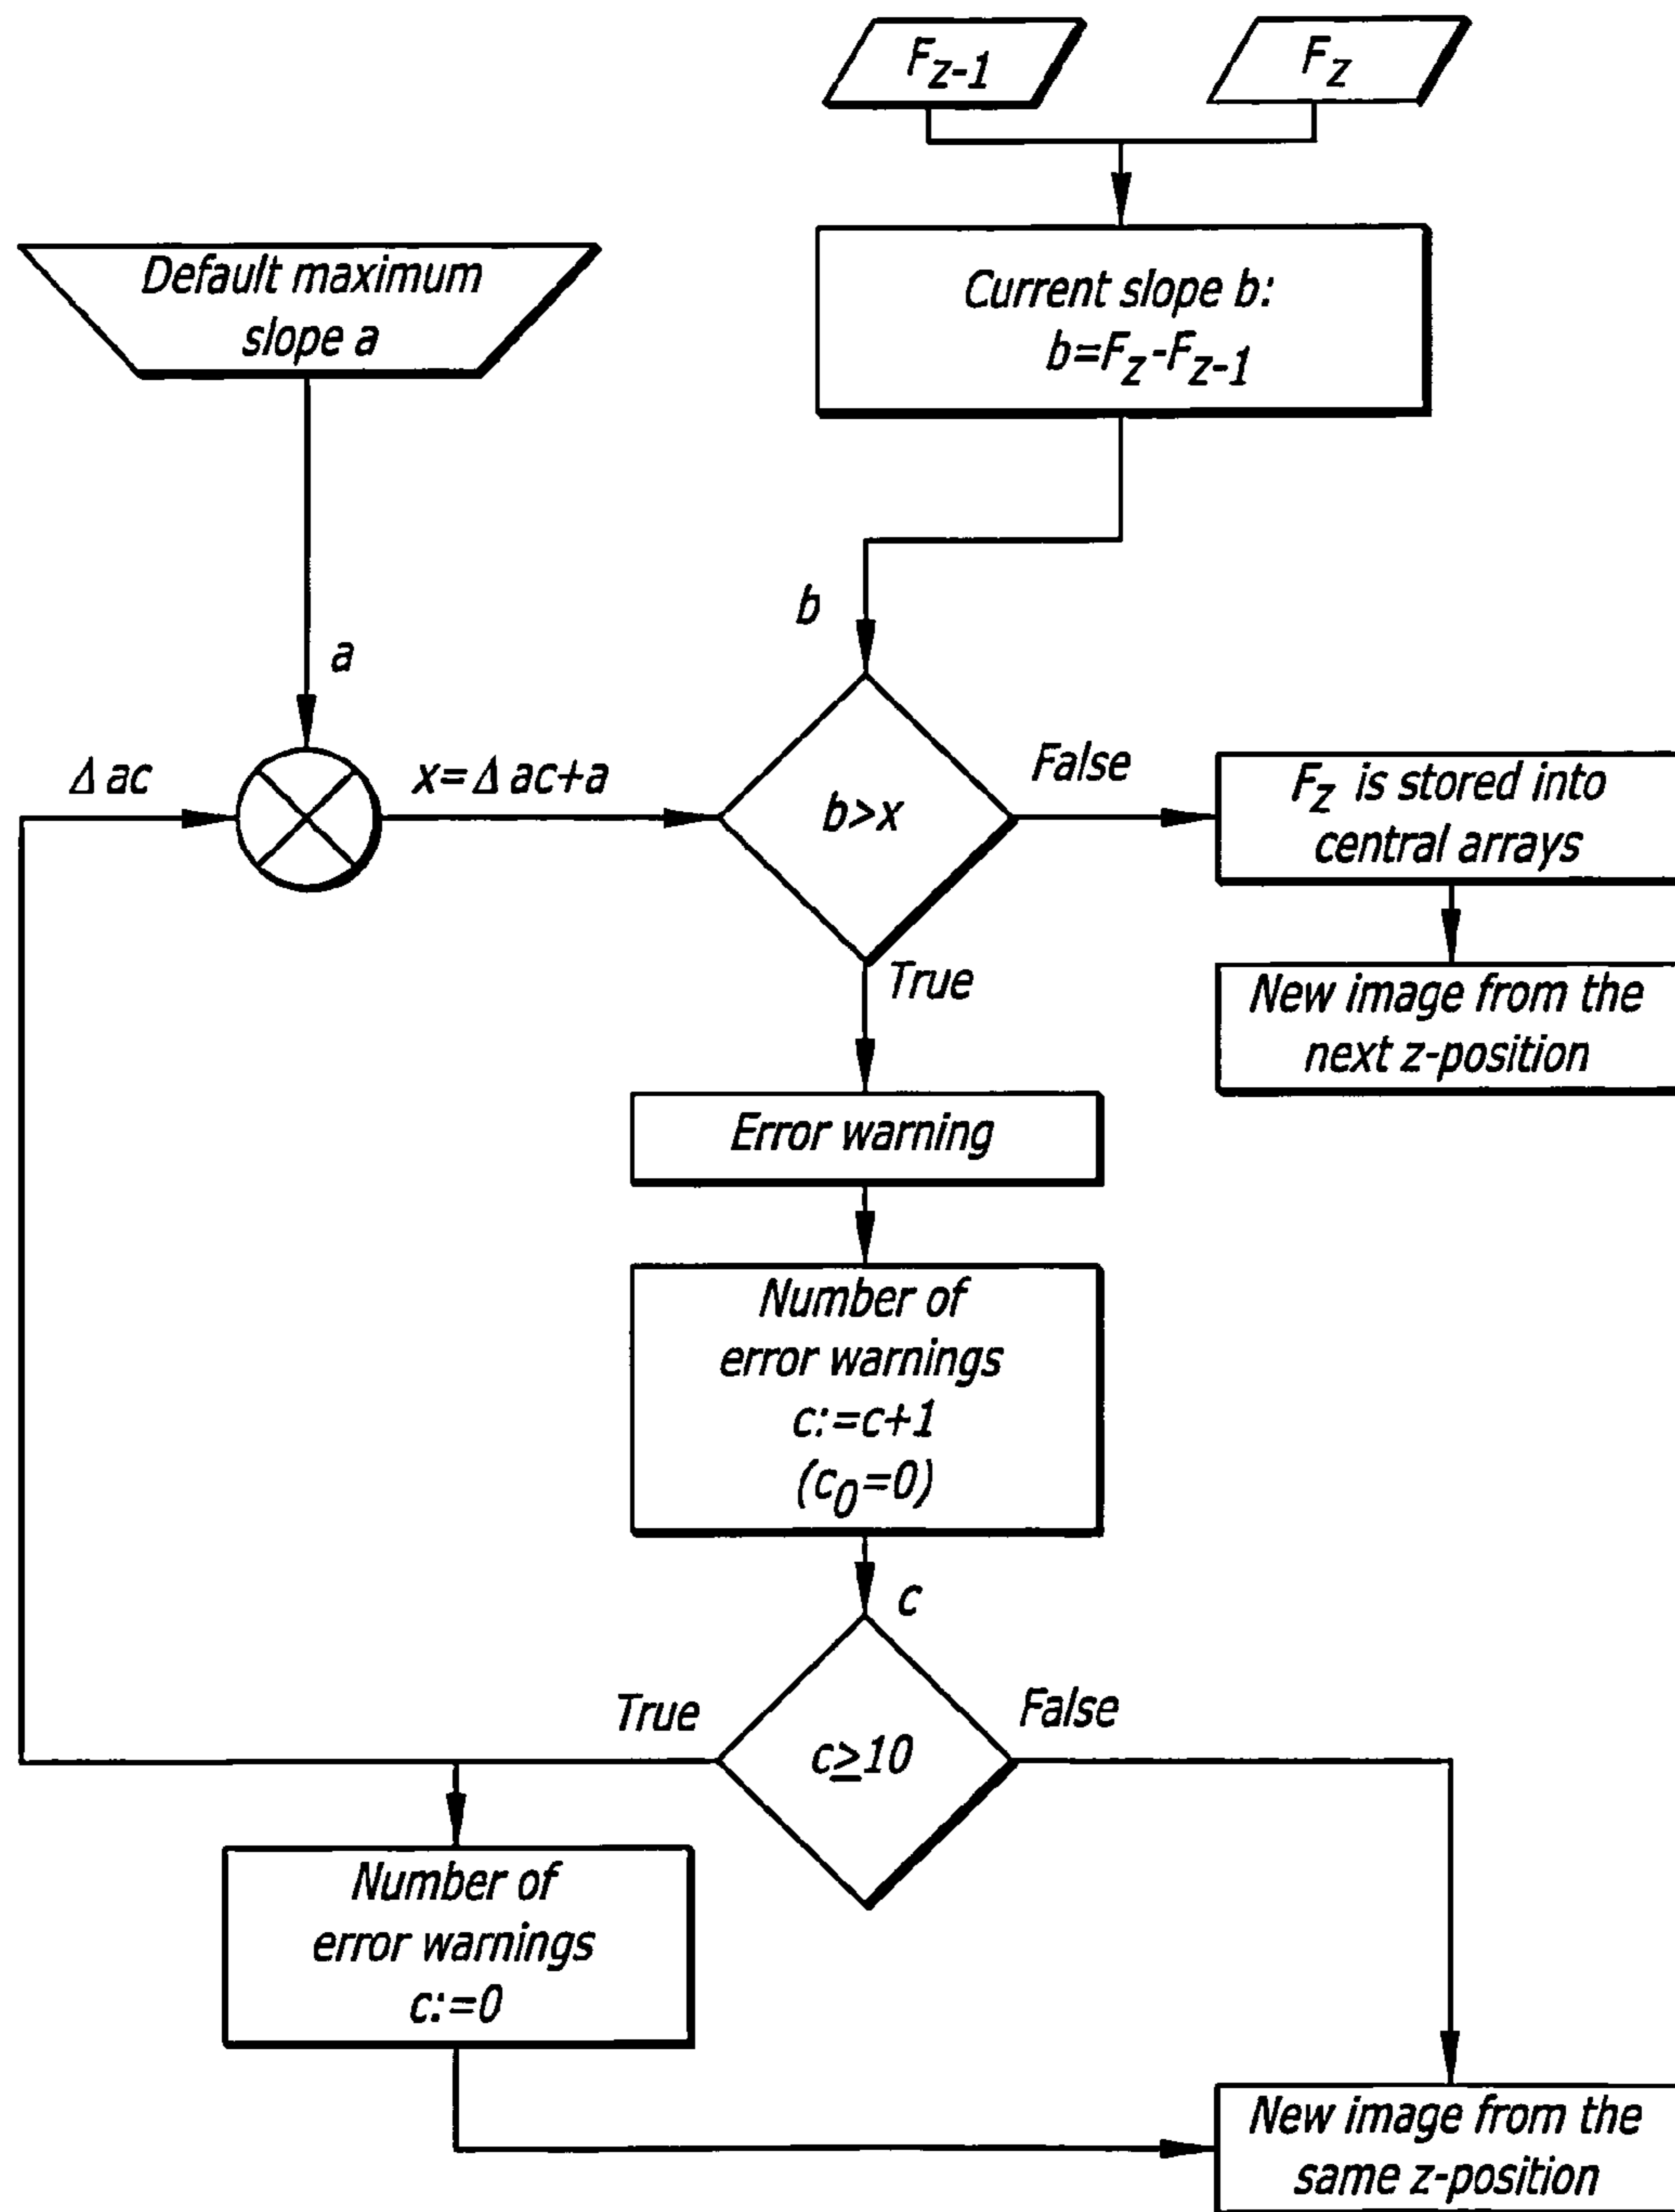 F_{z-1}
F_z
Default maximum
slope a
Current slope b:
b=F_z-F_{z-1}
b
a
Δ ac
x=Δ ac+a
b>x
False
F_z is stored into
central arrays
True
New image from the
next z-position
Error warning
Number of
error warnings
c:=c+1
(c_0=0)
c
True
False
c≥10
Number of
error warnings
c:=0
New image from the
same z-position